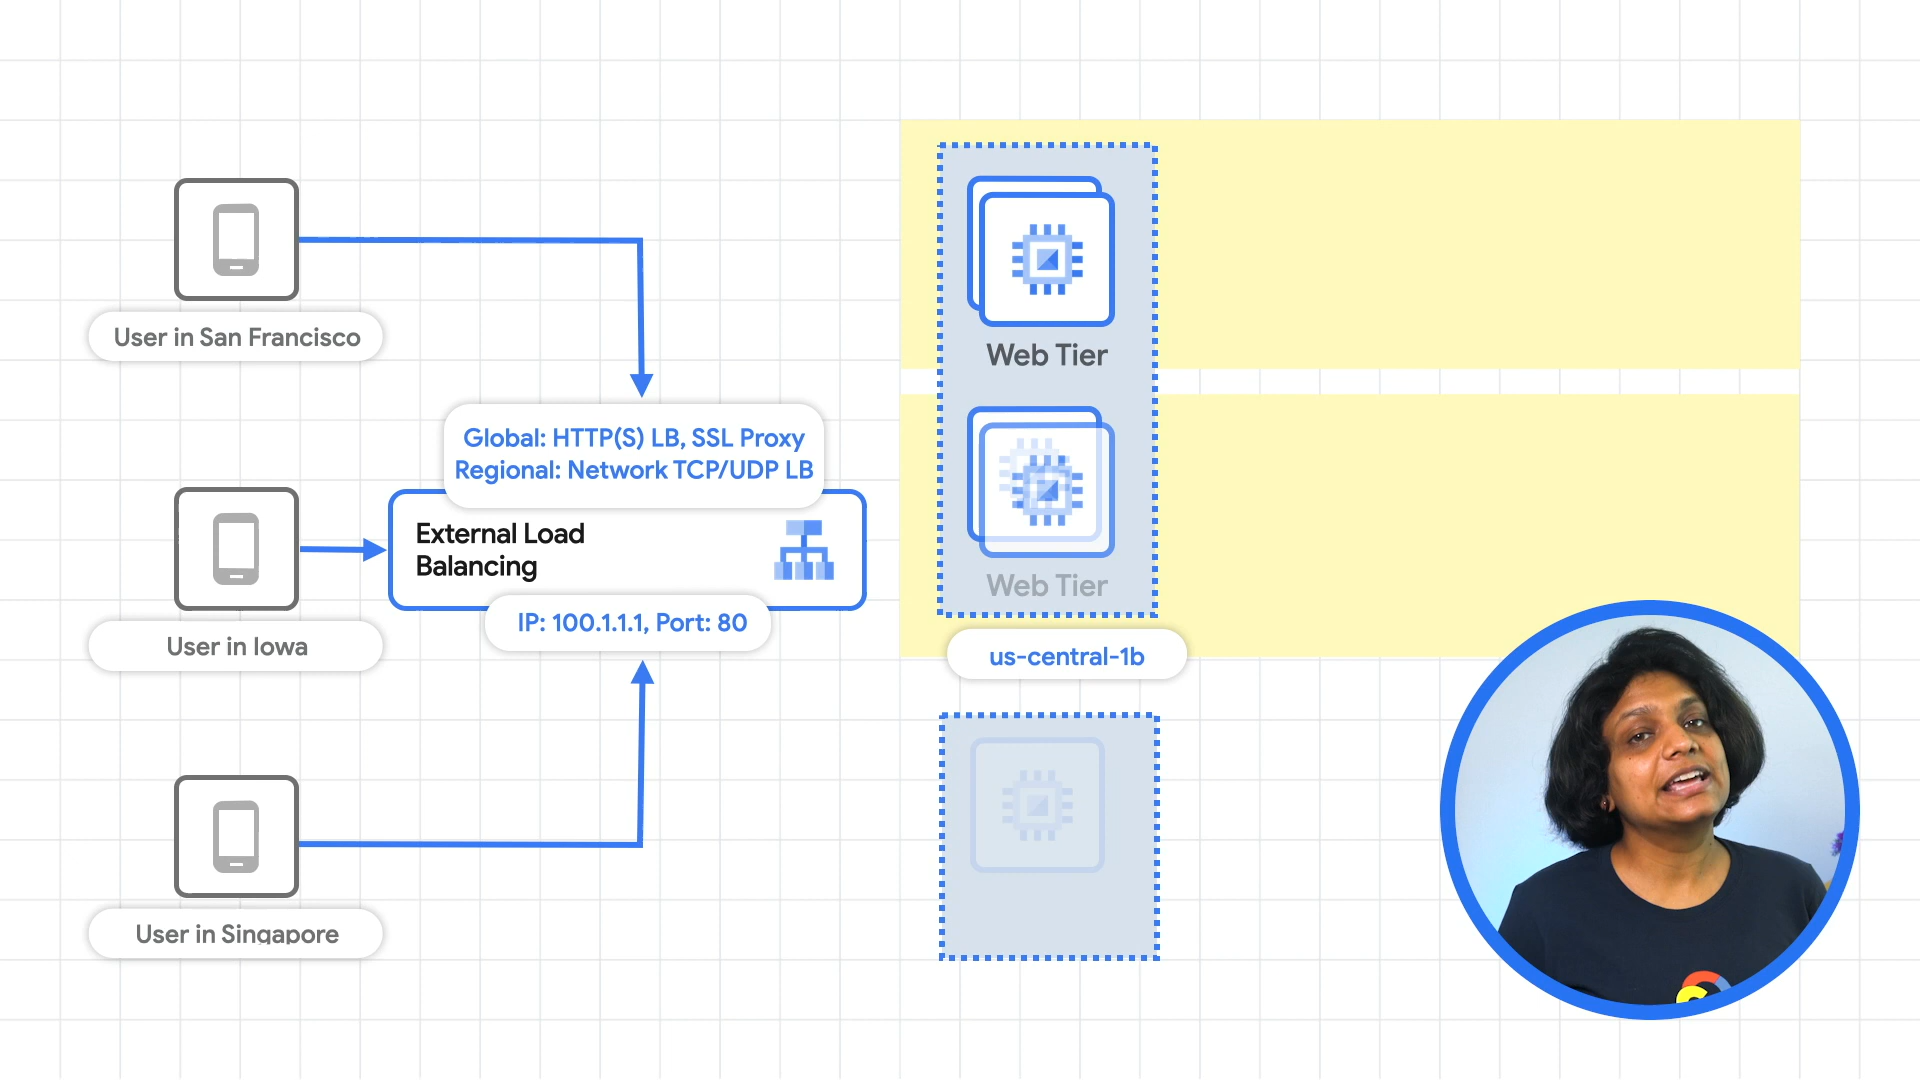 User in San Francisco
Global: HTTP(S) LB, SSL Proxy
Regional: Network TCP/UDP LB
External Load
Balancing
IP: 100.1.1.1, Port: 80
User in Iowa
User in Singapore
Web Tier
Web Tier
us-central-1b